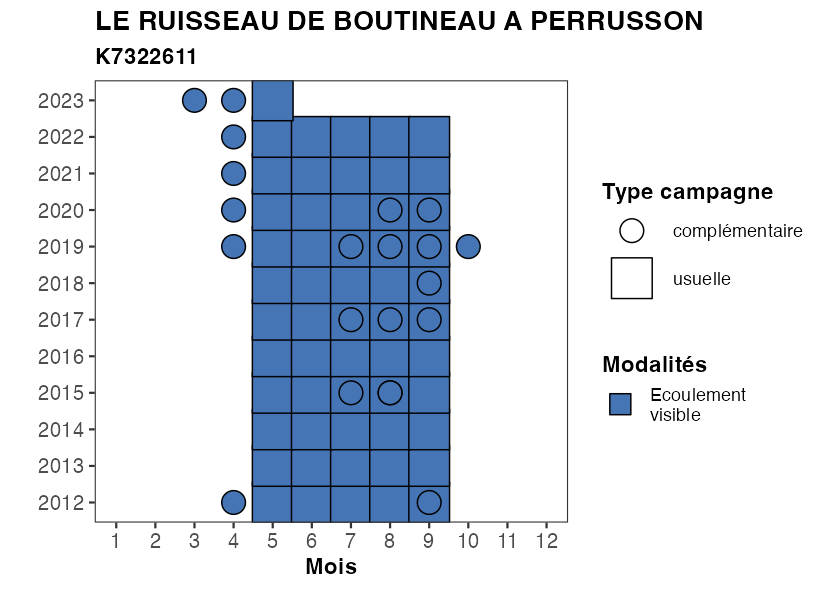 LE RUISSEAU DE BOUTINEAU A PERRUSSON
K7322611
2023
2022
2021
2020
2019
2018
2017
2016
2015
2014
2013
2012
1 2 3 4 5 6 7 8 9 10 11 12
Mois
Type campagne
complémentaire
usuelle
Modalités
Ecoulement
visible